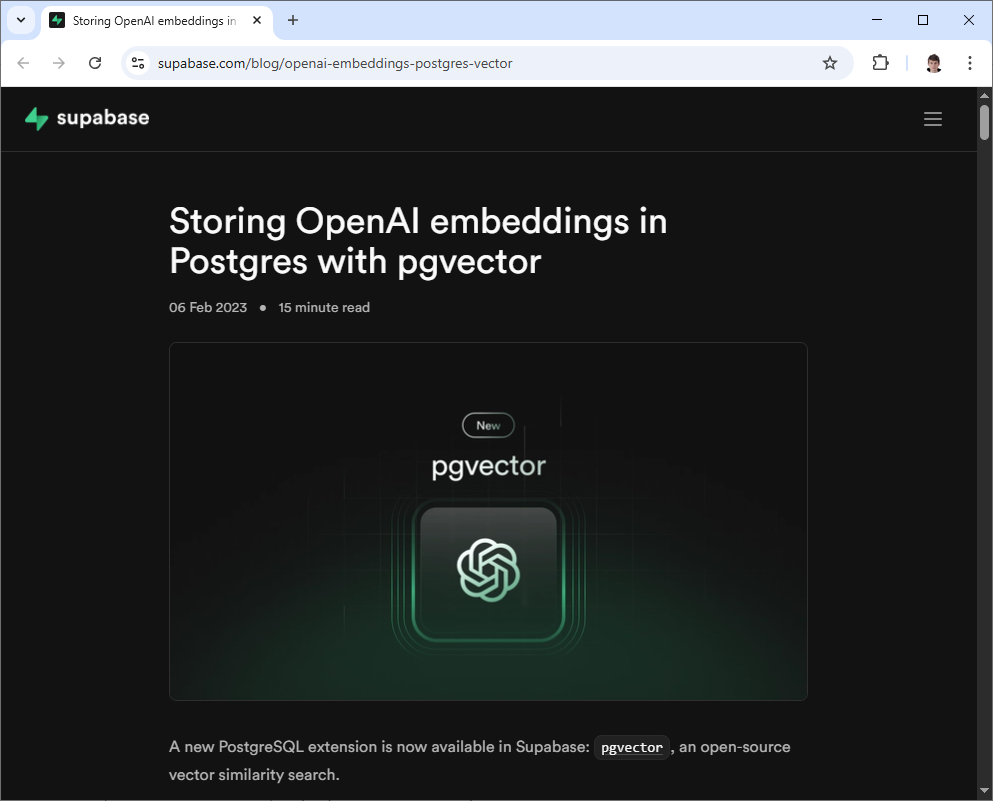 Storing OpenAI embeddings in
supabase.com/blog/openai-embeddings-postgres-vector
supabase
Storing OpenAI embeddings in
Postgres with pgvector
06 Feb 2023 • 15 minute read
New
pgvector
A new PostgreSQL extension is now available in Supabase: pgvector, an open-source
vector similarity search.